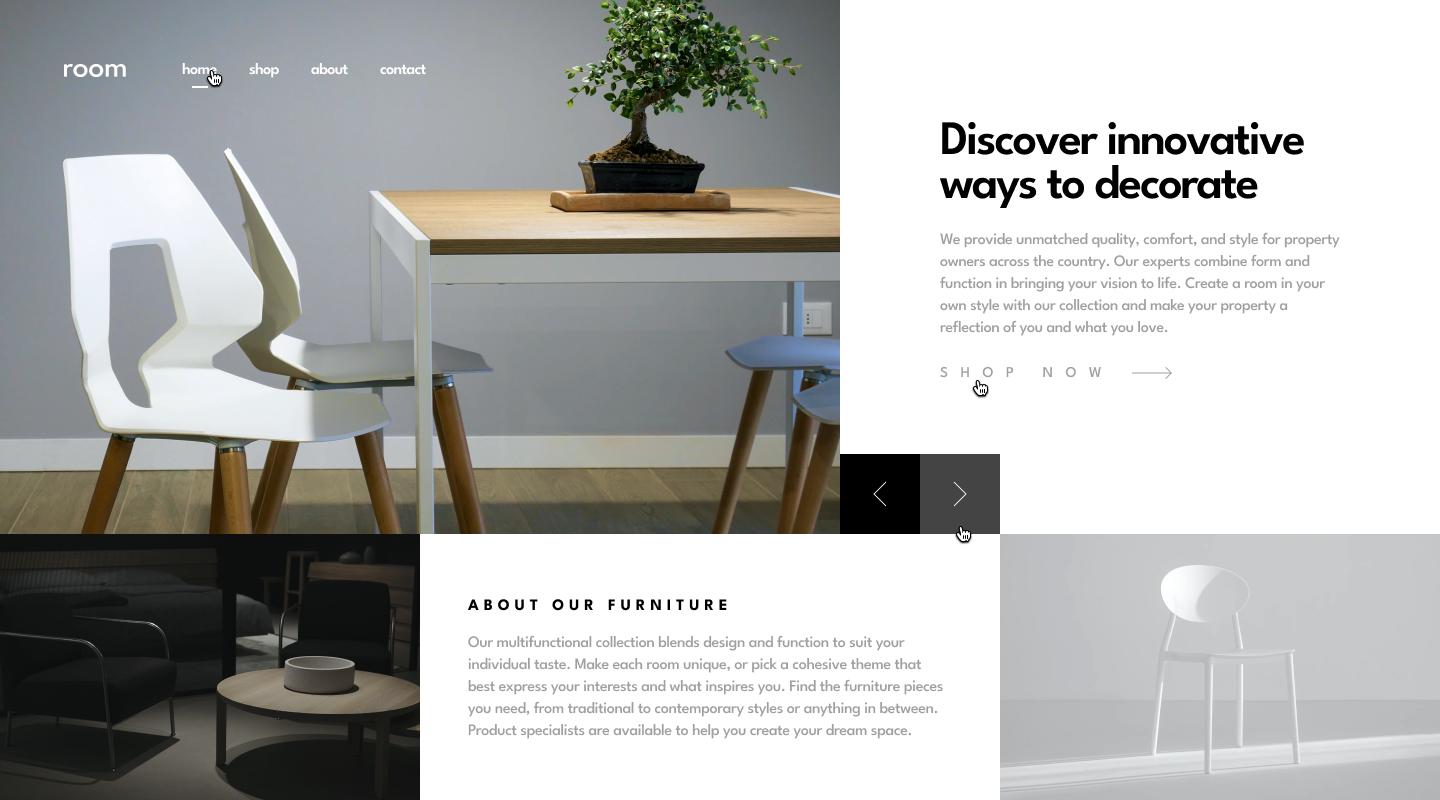 room
home shop about contact
Discover innovative
ways to decorate
We provide unmatched quality, comfort, and style for property
owners across the country. Our experts combine form and
function in bringing your vision to life. Create a room in your
own style with our collection and make your property a
reflection of you and what you love.
SHOP NOW
ABOUT OUR FURNITURE
Our multifunctional collection blends design and function to suit your
individual taste. Make each room unique, or pick a cohesive theme that
best express your interests and what inspires you. Find the furniture pieces
you need, from traditional to contemporary styles or anything in between.
Product specialists are available to help you create your dream space.